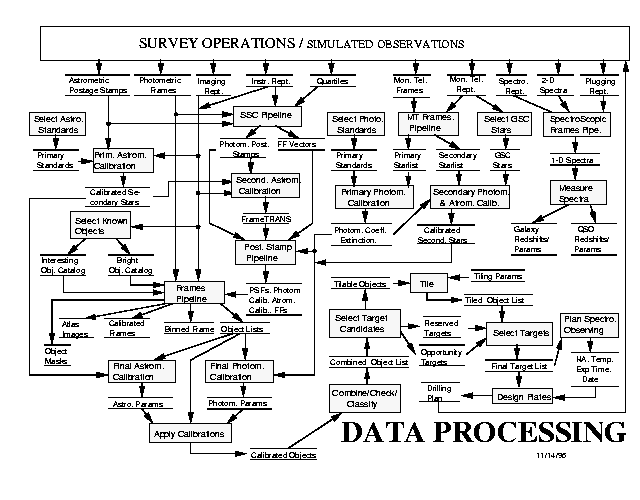 SURVEY OPERATIONS / SIMULATED OBSERVATIONS
Astrometric
Postage Stamps
Photometric
Frames
Imaging
Rept.
Instr. Rept.
Quartiles
Mon. Tel.
Frames
Mon. Tel.
Rept.
Spectro.
Rept.
2-D
Spectra
Plugging
Rept.
Select Astro.
Standards
SSC Pipeline
Select Photo.
Standards
MT Frames.
Pipeline
Select GSC
Stars
SpectroScopic
Frames Pipe.
Primary
Standards
Prim. Astrom.
Calibration
Photom. Post.
Stamps
FF Vectors
Primary
Standards
Primary
Starlist
Secondary
Starlist
GSC
Stars
1-D Spectra
Calibrated Se-
condary Stars
Second. Astrom.
Calibration
Primary Photom.
Calibration
Secondary Photom.
& Atrom. Calib.
Measure
Spectra
Select Known
Objects
FrameTRANS
Photom. Coeff.
Extinction.
Calibrated
Second. Stars
Galaxy
Redshifts/
Params
QSO
Redshifts/
Params
Interesting
Obj. Catalog
Bright
Obj. Catalog
Post. Stamp
Pipeline
Frames
Pipeline
PSFs. Photom
Calib. Atrom.
Calib.. FFs
Tilable Objects
Tile
Tiling Params
Tiled Object List
Atlas
Images
Calibrated
Frames
Binned Frame
Object Lists
Select Target
Candidates
Reserved
Targets
Select Targets
Plan Spectro.
Observing
Object
Masks
Final Astrom.
Calibration
Final Photom.
Calibration
Combined Object List
Opportunity
Targets
Final Target List
HA. Temp.
Exp Time.
Date
Astro. Params
Photom. Params
Combine/Check/
Classify
Drilling
Plan
Design Plates
Apply Calibrations
Calibrated Objects
DATA PROCESSING
11/14/96